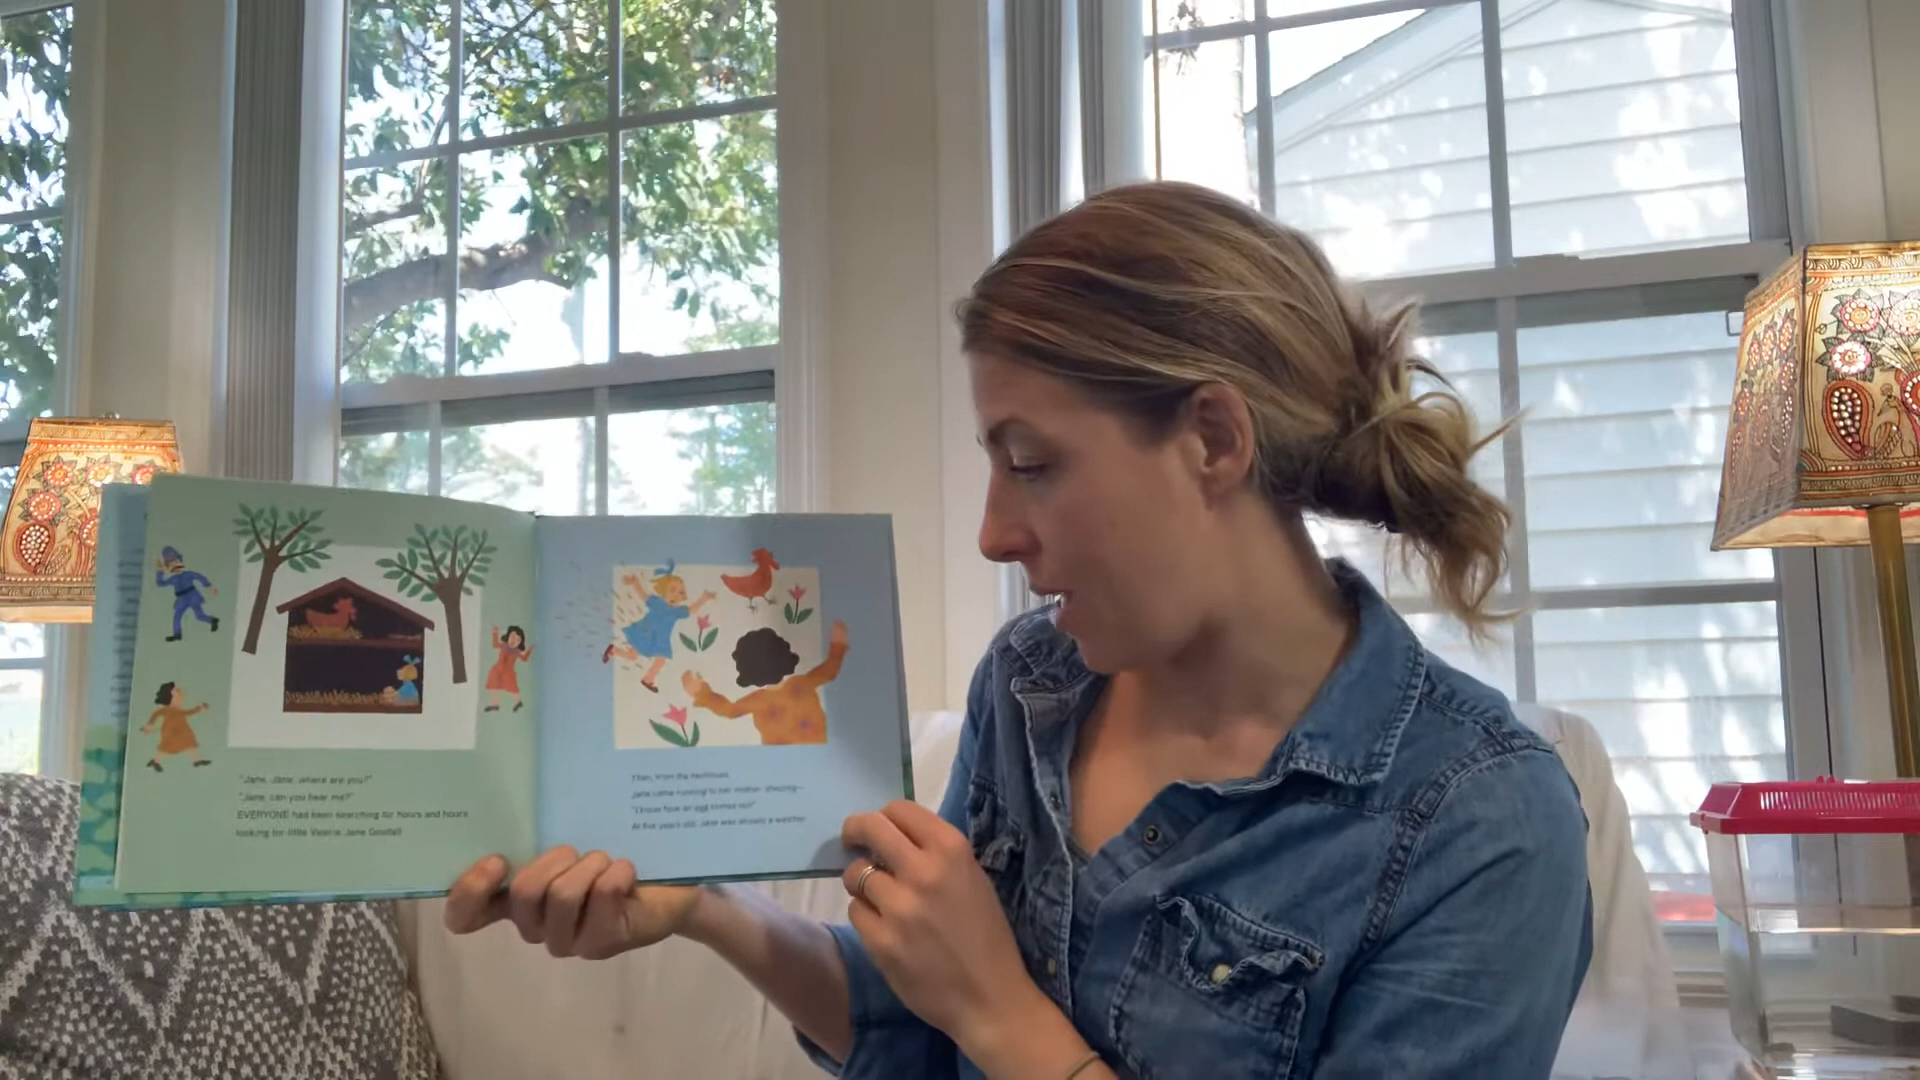 "Jane, Jane, where are you?"
"Jane, can you hear me?"
EVERYONE had been searching for hours and hours,
looking for little Valerie Jane Goodall.
Then, from the henhouse,
Jane came running to her mother, shouting—
"I know how an egg comes out!"
At five years old, Jane was already a watcher.